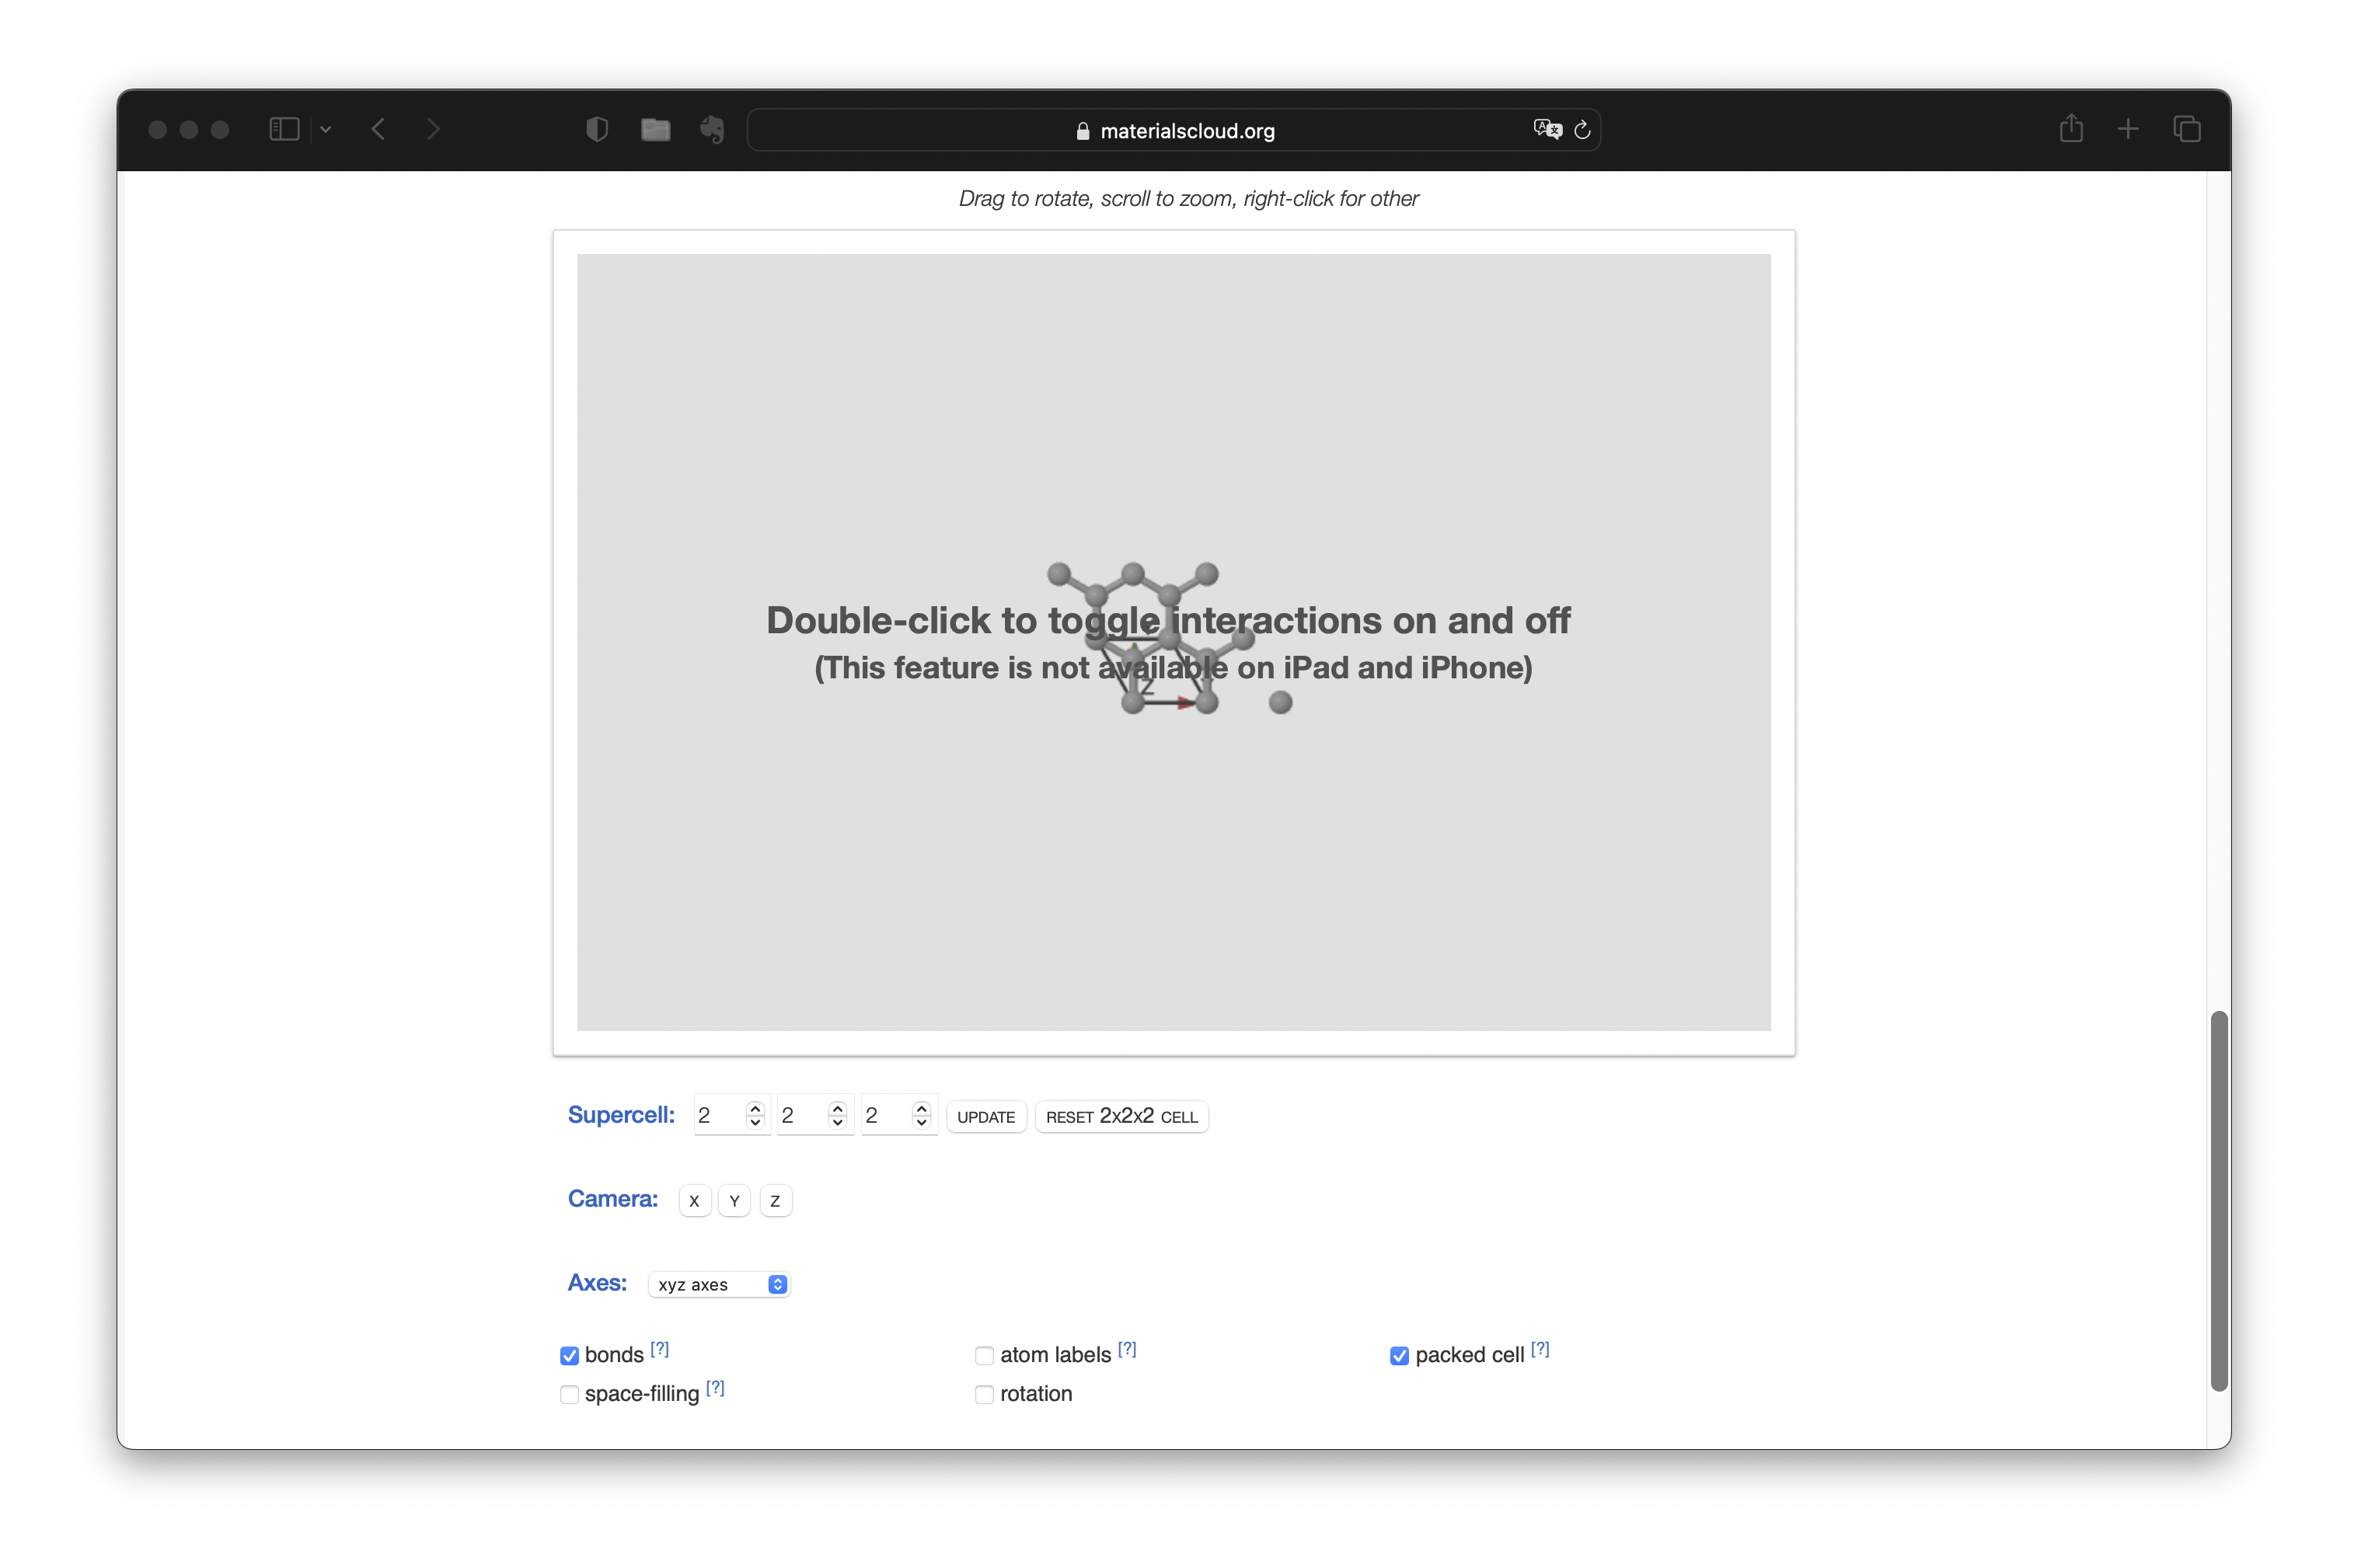 materialscloud.org
Drag to rotate, scroll to zoom, right-click for other
Double-click to toggle interactions on and off
(This feature is not available on iPad and iPhone)
Z
Supercell: 2 2 2 UPDATE RESET 2X2X2 CELL
Camera: X Y Z
Axes: xyz axes
bonds [?] atom labels [?] packed cell [?]
space-filling [?] rotation